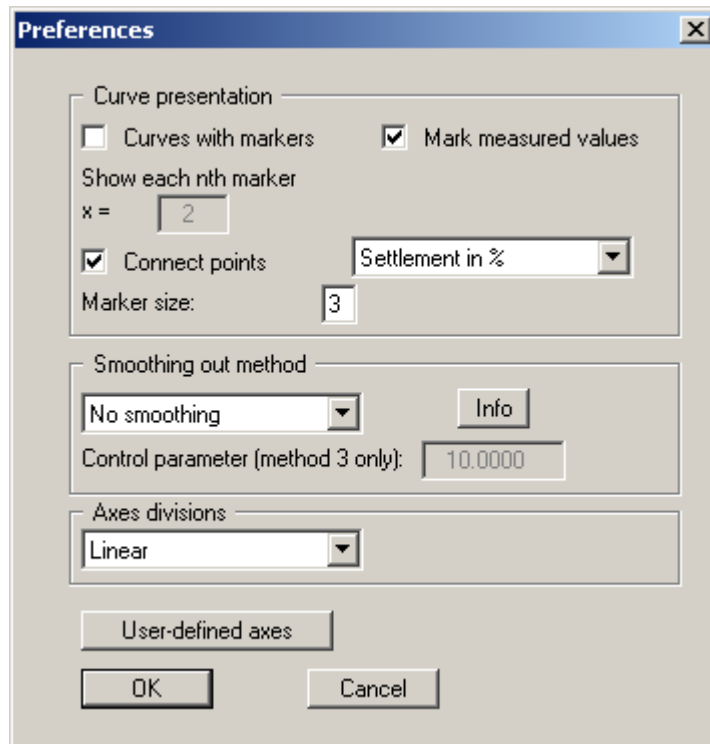 Preferences
Curve presentation
Curves with markers Mark measured values
Show each nth marker
x = 2
Connect points Settlement in %
Marker size: 3
Smoothing out method
No smoothing Info
Control parameter (method 3 only): 10.0000
Axes divisions
Linear
User-defined axes
OK Cancel